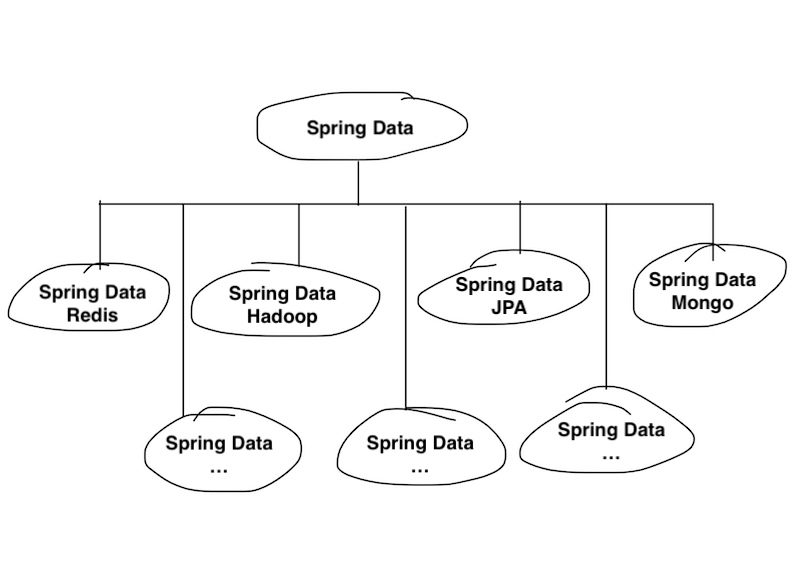 Spring Data
Spring Data
Redis
Spring Data
Hadoop
Spring Data
JPA
Spring Data
Mongo
Spring Data
...
Spring Data
...
Spring Data
...